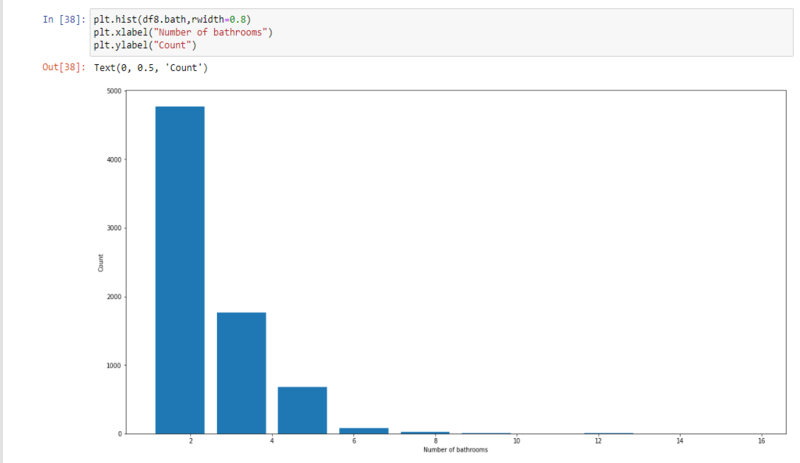 In [38]: plt.hist(df8.bath,rwidth=0.8)
plt.xlabel("Number of bathrooms")
plt.ylabel("Count")
Out[38]: Text(0, 0.5, 'Count')
5000
4000
3000
2000
1000
0
Count
2 4 6 8 10 12 14 16
Number of bathrooms